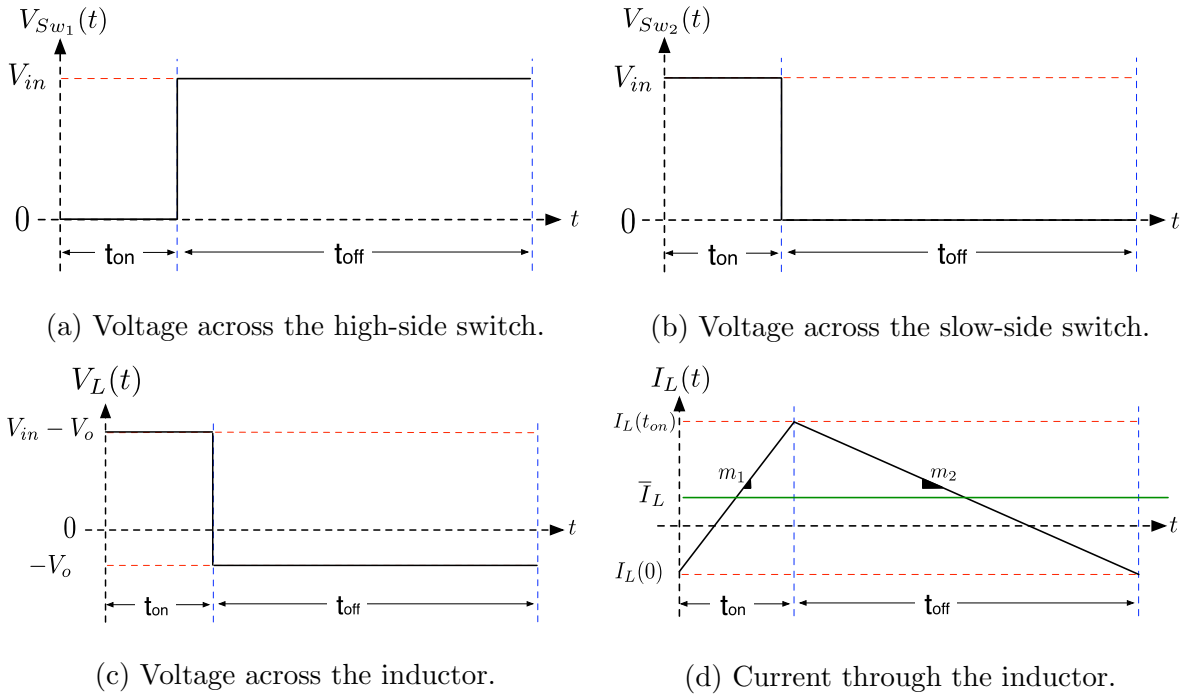 V_{Sw_1}(t)
V_{in}
0
t
t_{on}
t_{off}
(a) Voltage across the high-side switch.
V_{Sw_2}(t)
V_{in}
0
t
t_{on}
t_{off}
(b) Voltage across the slow-side switch.
V_L(t)
V_{in} − V_o
0
t
−V_o
t_{on}
t_{off}
(c) Voltage across the inductor.
I_L(t)
I_L(t_{on})
m_1
m_2
\overline{I}_L
t
I_L(0)
t_{on}
t_{off}
(d) Current through the inductor.